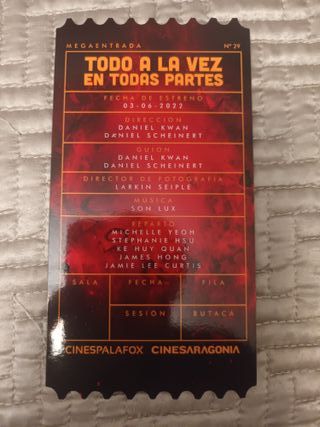 MEGAENTRADA Nº 29
TODO A LA VEZ
EN TODAS PARTES
FECHA DE ESTRENO
03-06-2022
DIRECCIÓN
DANIEL KWAN
DANIEL SCHEINERT
GUION
DANIEL KWAN
DANIEL SCHEINERT
DIRECTOR DE FOTOGRAFÍA
LARKIN SEIPLE
MÚSICA
SON LUX
REPARTO
MICHELLE YEOH
STEPHANIE HSU
KE HUY QUAN
JAMES HONG
JAMIE LEE CURTIS
SALA FECHA FILA
SESIÓN BUTACA
CINESPALAFOX CINESARAGONIA